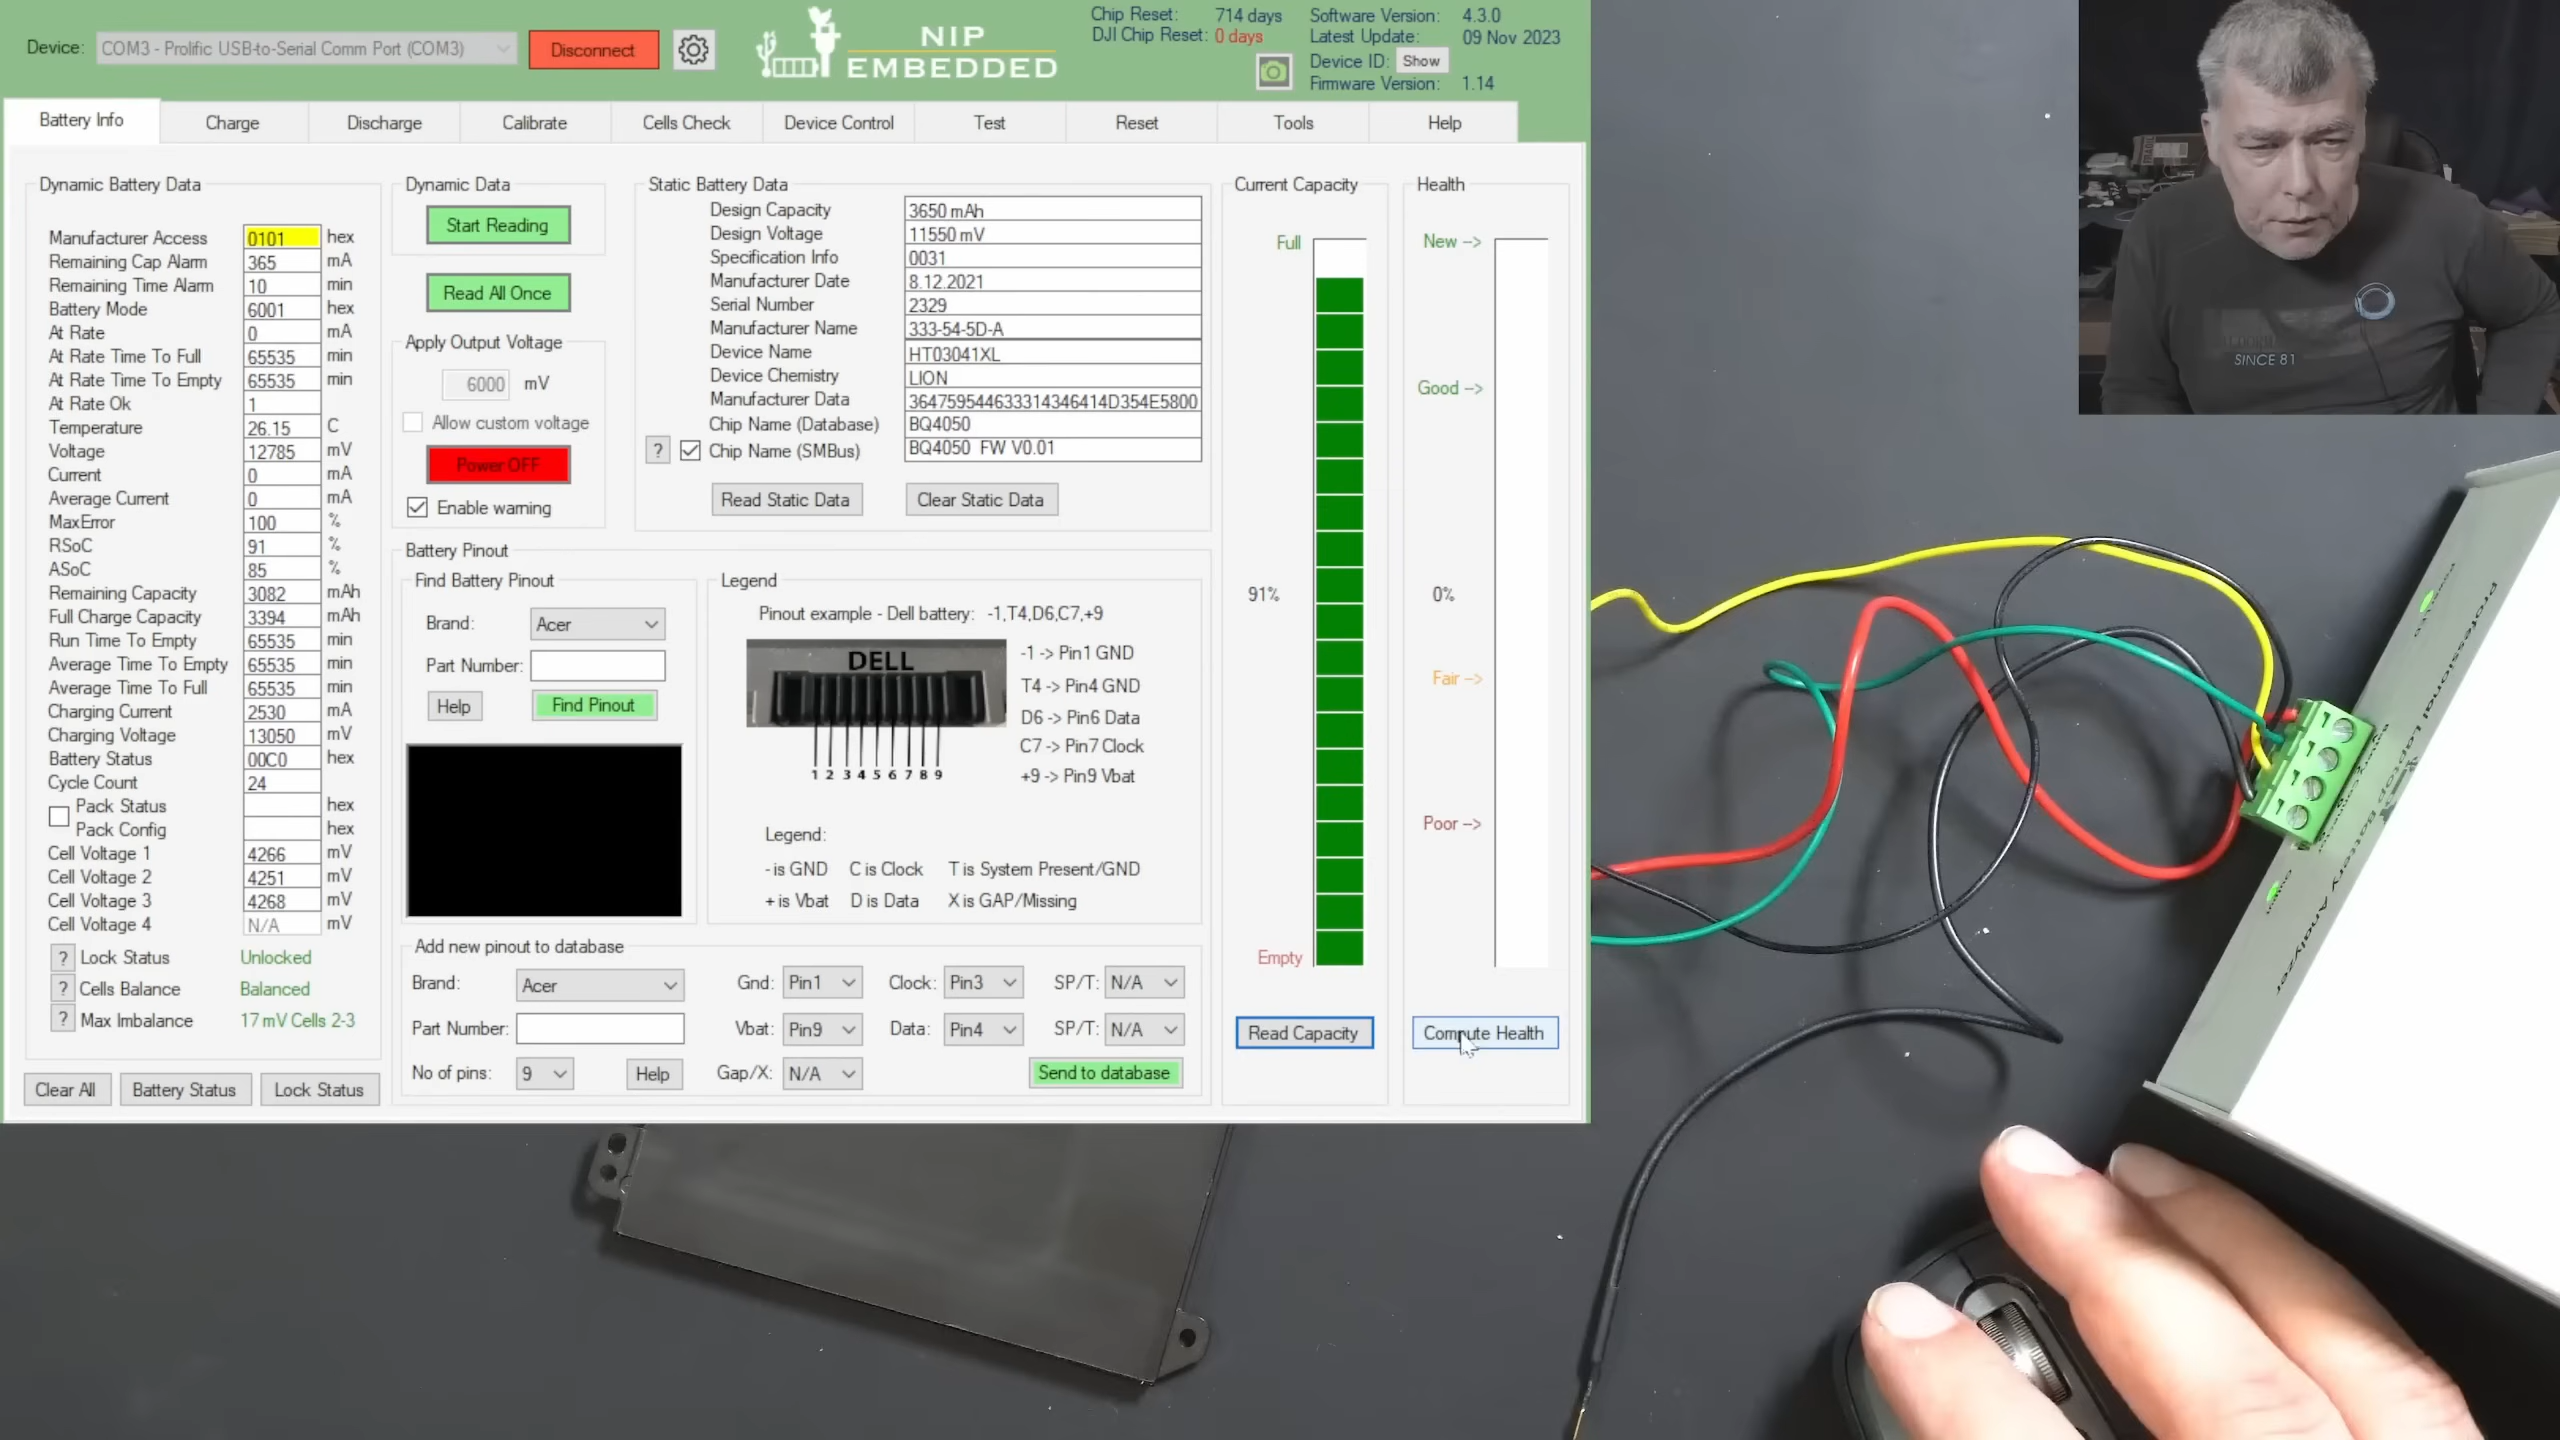 Device: COM3 - Prolific USB-to-Serial Comm Port (COM3) Disconnect
NIP
EMBEDDED
Chip Reset: 714 days
DJI Chip Reset: 0 days
Software Version: 4.3.0
Latest Update: 09 Nov 2023
Device ID: Show
Firmware Version: 1.14
Battery Info Charge Discharge Calibrate Cells Check Device Control Test Reset Tools Help
Dynamic Battery Data
Manufacturer Access 0101 hex
Remaining Cap Alarm 365 mA
Remaining Time Alarm 10 min
Battery Mode 6001 hex
At Rate 0 mA
At Rate Time To Full 65535 min
At Rate Time To Empty 65535 min
At Rate Ok 1
Temperature 26.15 C
Voltage 12785 mV
Current 0 mA
Average Current 0 mA
MaxError 100 %
RSoC 91 %
ASoC 85 %
Remaining Capacity 3082 mAh
Full Charge Capacity 3394 mAh
Run Time To Empty 65535 min
Average Time To Empty 65535 min
Average Time To Full 65535 min
Charging Current 2530 mA
Charging Voltage 13050 mV
Battery Status 00C0 hex
Cycle Count 24
Pack Status hex
Pack Config hex
Cell Voltage 1 4266 mV
Cell Voltage 2 4251 mV
Cell Voltage 3 4268 mV
Cell Voltage 4 N/A mV
? Lock Status Unlocked
? Cells Balance Balanced
? Max Imbalance 17 mV Cells 2-3
Clear All Battery Status Lock Status
Dynamic Data
Start Reading
Read All Once
Apply Output Voltage
6000 mV
Allow custom voltage
Power OFF
Enable warning
Static Battery Data
Design Capacity 3650 mAh
Design Voltage 11550 mV
Specification Info 0031
Manufacturer Date 8.12.2021
Serial Number 2329
Manufacturer Name 333-54-5D-A
Device Name HT03041XL
Device Chemistry LION
Manufacturer Data 364759544633314346414D354E5800
Chip Name (Database) BQ4050
? Chip Name (SMBus) BQ4050 FW V0.01
Read Static Data Clear Static Data
Battery Pinout
Find Battery Pinout
Brand: Acer
Part Number:
Help Find Pinout
Legend
Pinout example - Dell battery: -1,T4,D6,C7,+9
DELL
1 2 3 4 5 6 7 8 9
-1 -> Pin1 GND
T4 -> Pin4 GND
D6 -> Pin6 Data
C7 -> Pin7 Clock
+9 -> Pin9 Vbat
Legend:
- is GND C is Clock T is System Present/GND
+ is Vbat D is Data X is GAP/Missing
Add new pinout to database
Brand: Acer Gnd: Pin1 Clock: Pin3 SP/T: N/A
Part Number: Vbat: Pin9 Data: Pin4 SP/T: N/A
No of pins: 9 Help Gap/X: N/A Send to database
Current Capacity
Full
91%
Empty
Read Capacity
Health
New -->
Good -->
0%
Fair -->
Poor -->
Compute Health
SINCE 81
Professional Laptop Battery Analyzer